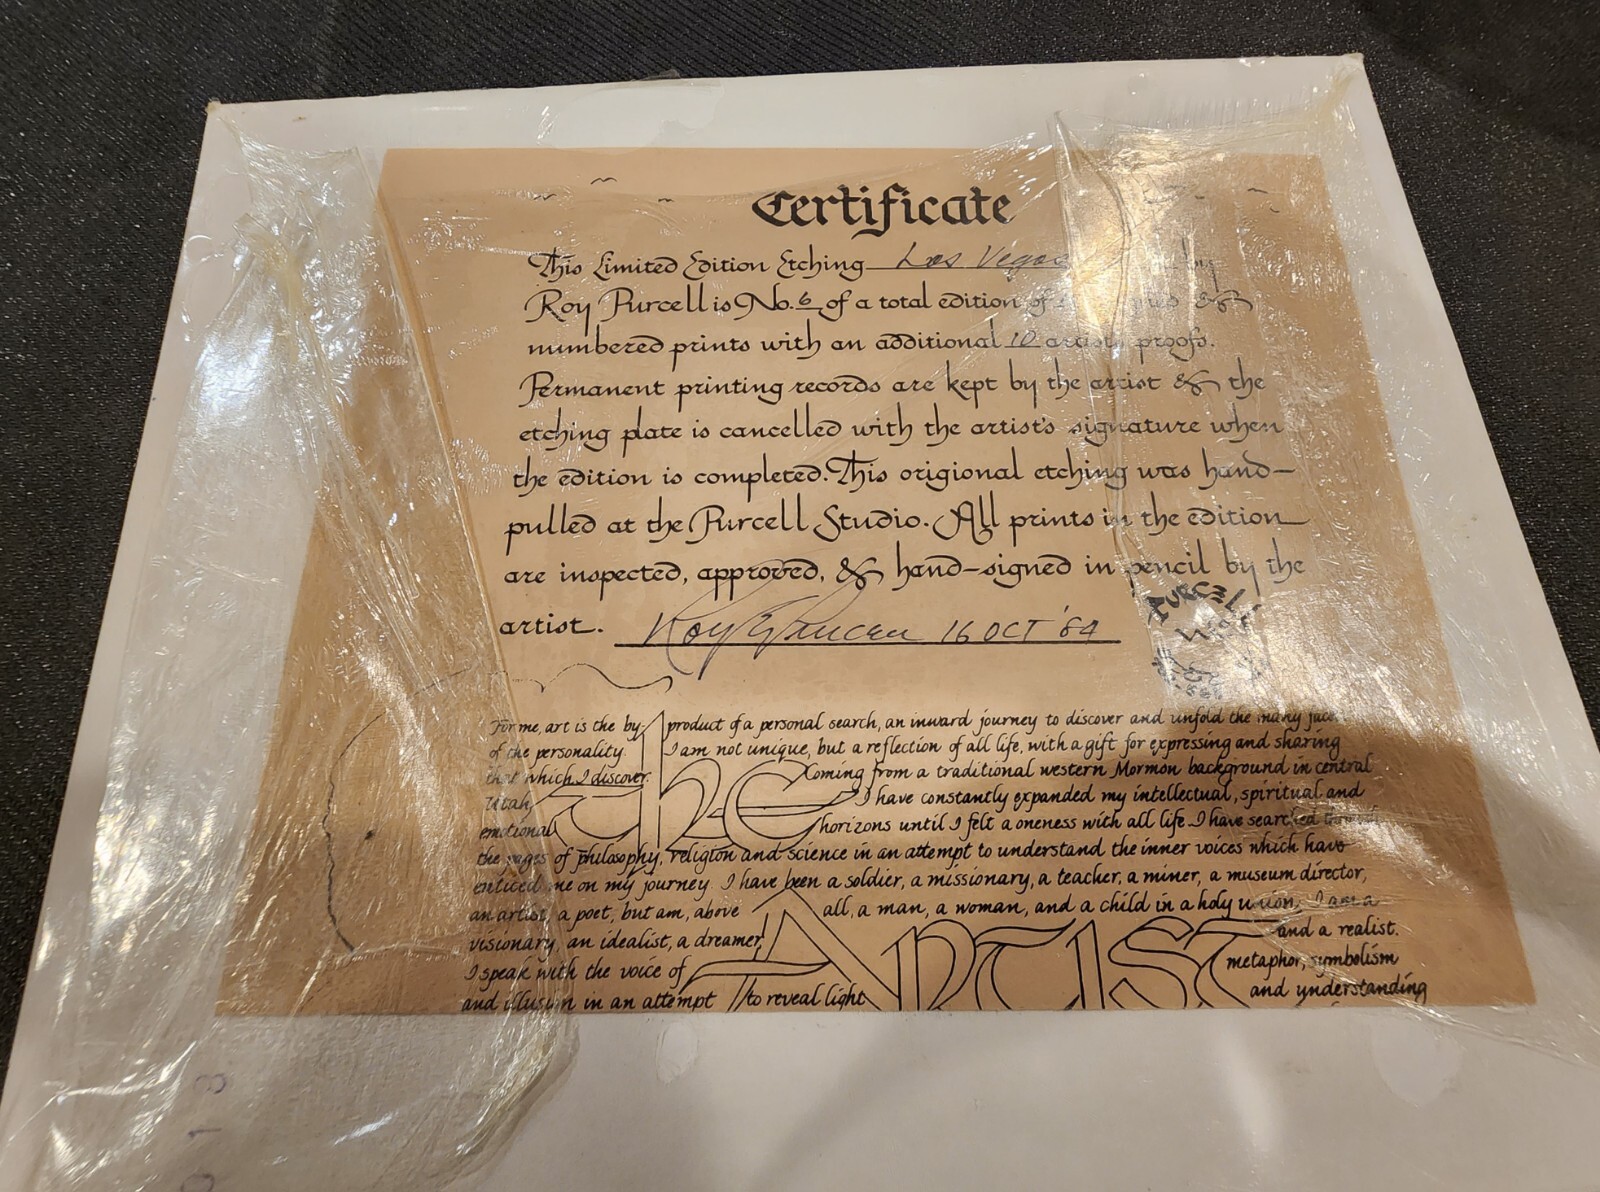 Certificate
This Limited Edition Etching Las Vegas by
Roy Purcell is No. 6 of a total edition of &
numbered prints with an additional 10 artist proofs.
Permanent printing records are kept by the artist & the
etching plate is cancelled with the artist's signature when
the edition is completed. This origional etching was hand-
pulled at the Purcell Studio. All prints in the edition
are inspected, approved, & hand-signed in pencil by the
artist. Roy Purcell 16 OCT '84
PURCELL
For me, art is the by-product of a personal search, an inward journey to discover and unfold the many
of the personality. I am not unique, but a reflection of all life, with a gift for expressing and sharing
that which I discover. Coming from a traditional western Mormon background in central
Utah, I have constantly expanded my intellectual, spiritual and
emotional horizons until I felt a oneness with all life. I have searched through
the pages of philosophy, religion and science in an attempt to understand the inner voices which have
enticed me on my journey. I have been a soldier, a missionary, a teacher, a miner, a museum director,
an artist, a poet, but am, above all, a man, a woman, and a child in a holy union. I am a
visionary, an idealist, a dreamer, and a realist.
I speak with the voice of metaphor, symbolism
and illusion in an attempt to reveal light and understanding
The
Artist
013